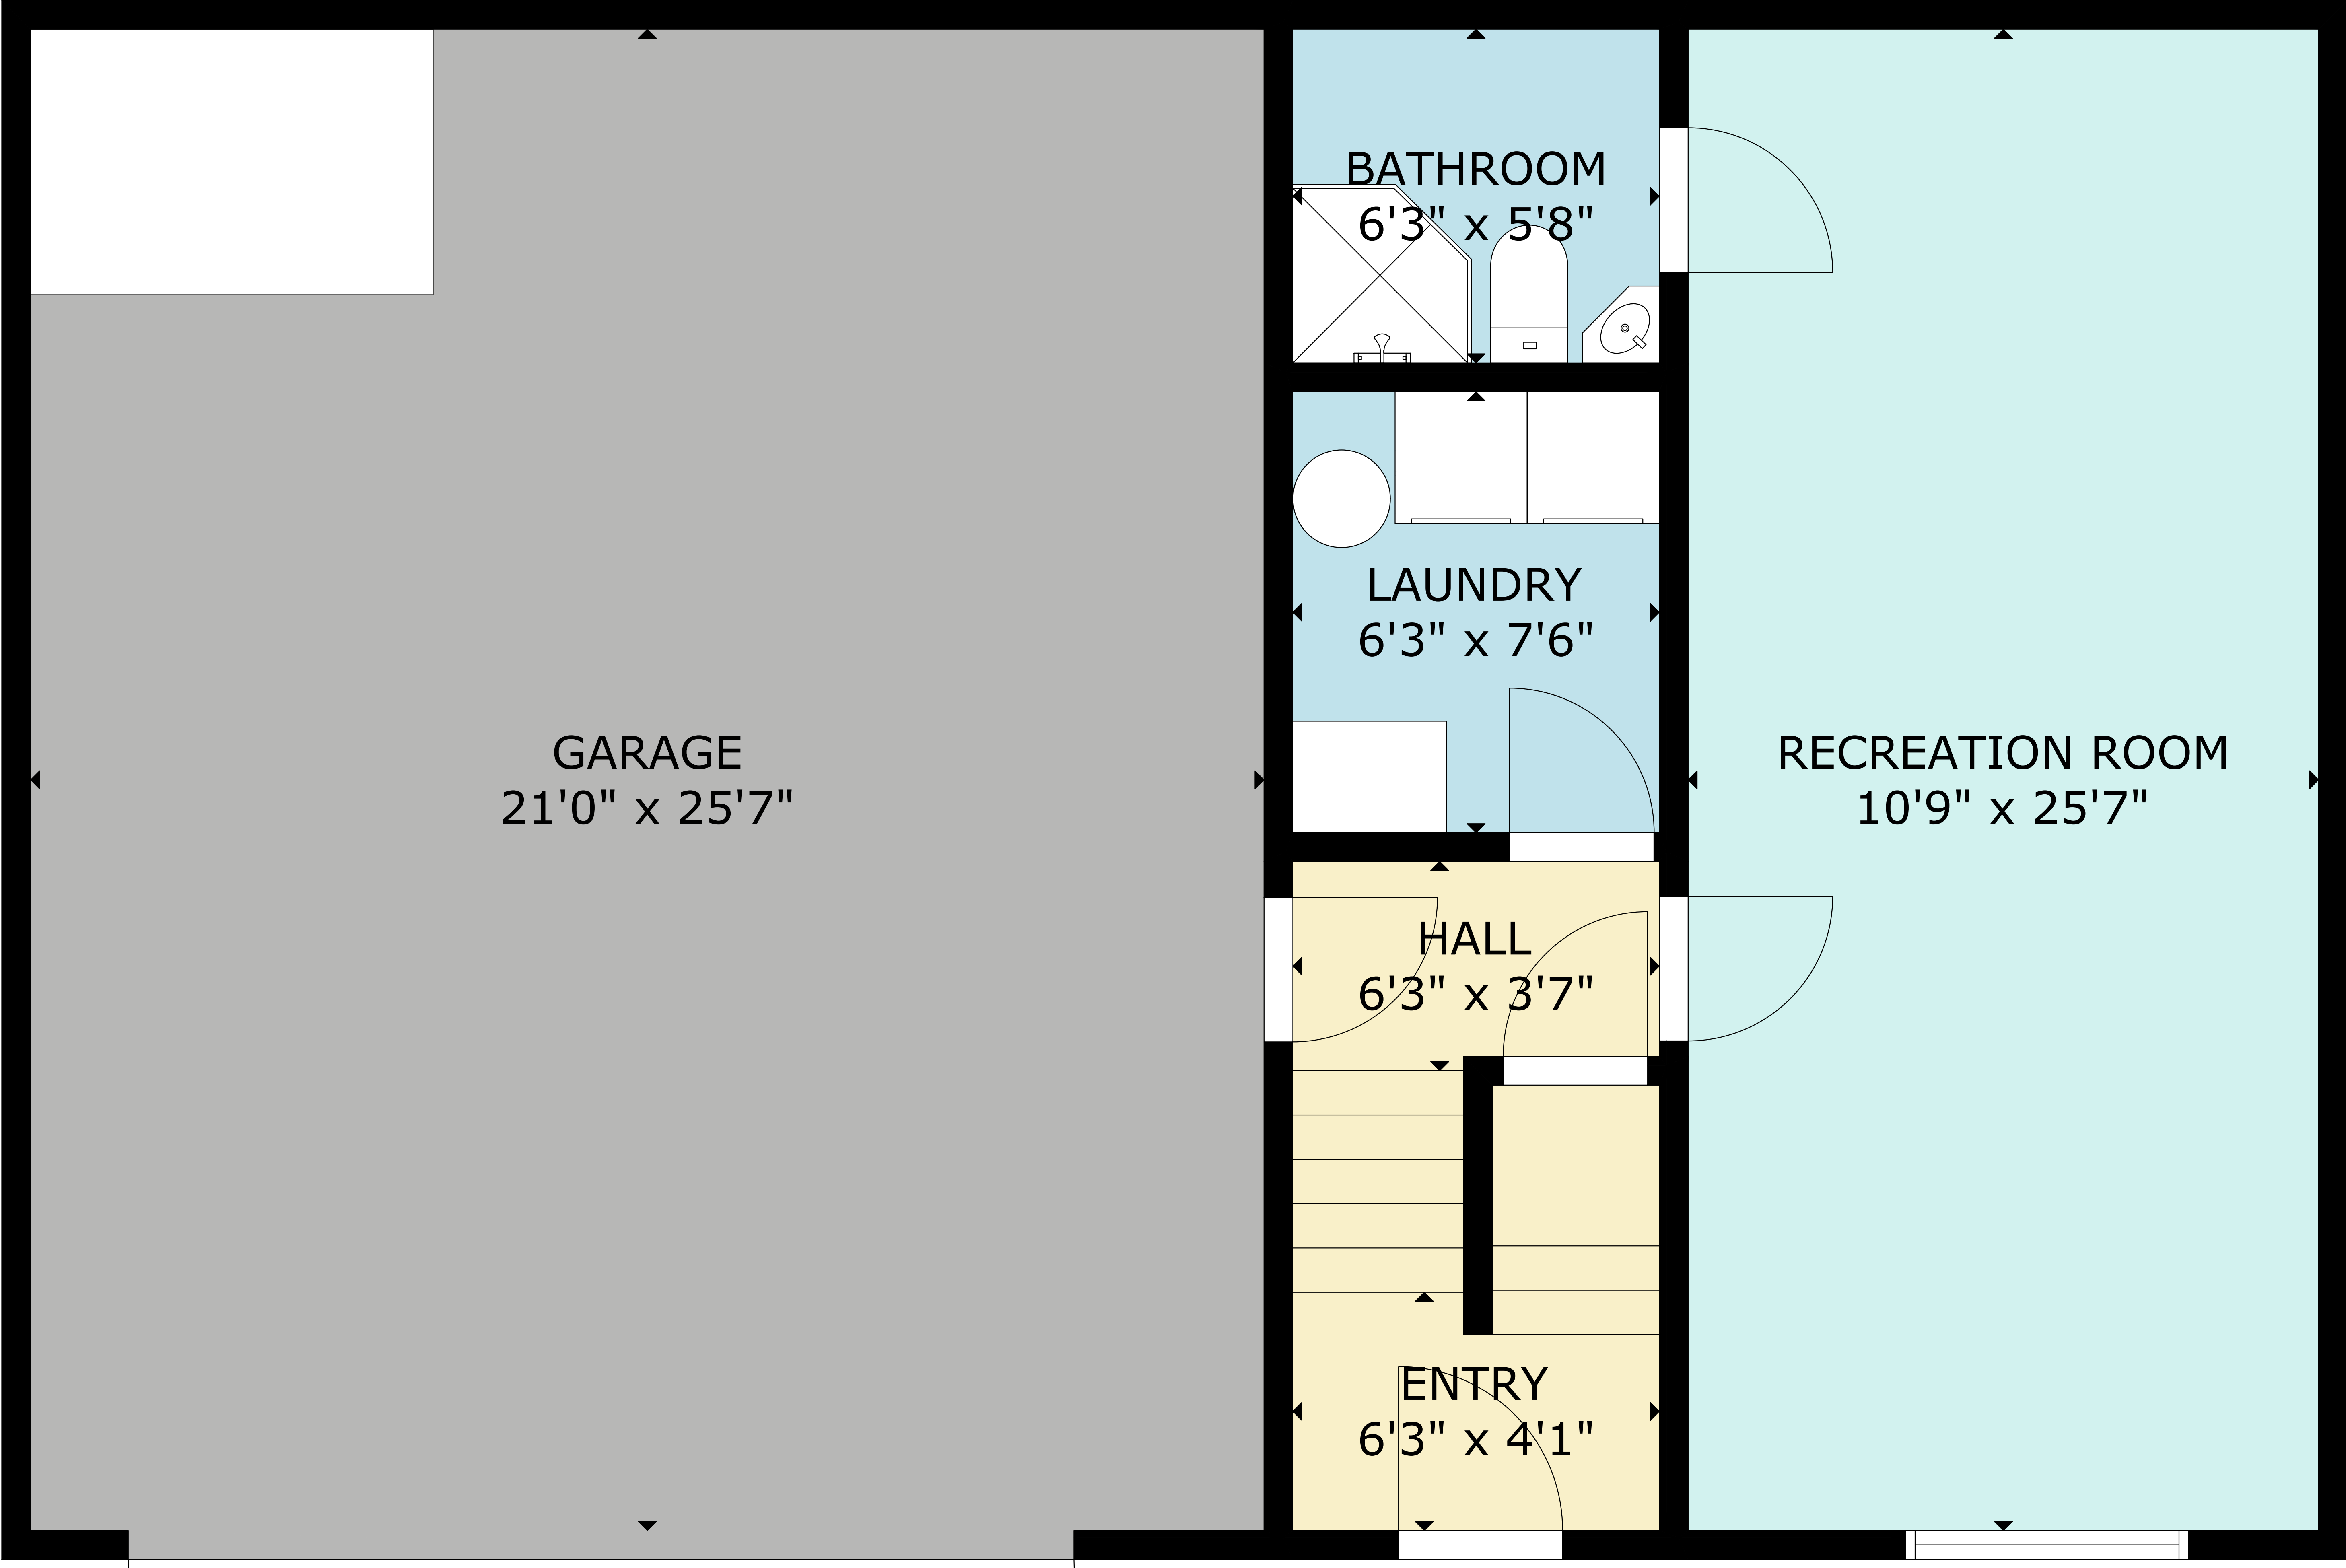 BATHROOM
6'3" x 5'8"
LAUNDRY
6'3" x 7'6"
GARAGE
21'0" x 25'7"
RECREATION ROOM
10'9" x 25'7"
HALL
6'3" x 3'7"
ENTRY
6'3" x 4'1"